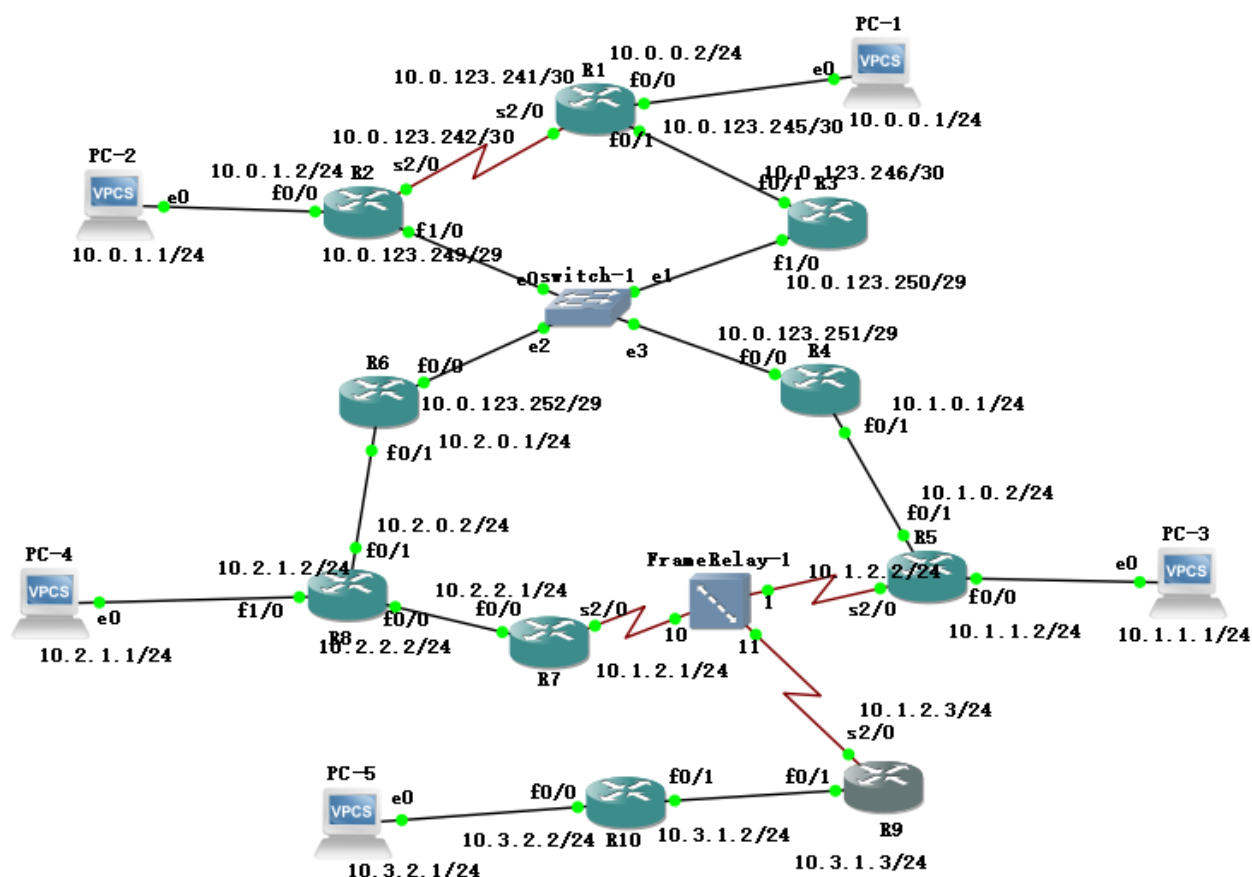 PC-1
10.0.0.2/24
R1
e0
10.0.123.241/30
f0/0
s2/0
10.0.0.1/24
10.0.123.242/30
f0/1
10.0.123.245/30
PC-2
10.0.1.2/24
s2/0
R2
10.0.123.246/30
f0/1
R3
VPCS
e0
f0/0
f1/0
10.0.1.1/24
10.0.123.249/29
f1/0
switch-1
e0
e1
10.0.123.250/29
VPCS
e2
e3
10.0.123.251/29
f0/0
R4
R6
f0/0
10.0.123.252/29
10.1.0.1/24
f0/1
10.2.0.1/24
f0/1
10.1.0.2/24
f0/1
R5
10.2.0.2/24
f0/1
PC-4
PC-3
FrameRelay-1
10.2.1.2/24
10.2.2.1/24
10.1.2.2/24
e0
VPCS
VPCS
e0
f1/0
R8
f0/0
f0/0
s2/0
1
s2/0
f0/0
10
11
10.2.1.1/24
10.2.2.2/24
R7
10.1.2.1/24
10.1.1.2/24
10.1.1.1/24
10.1.2.3/24
s2/0
PC-5
e0
f0/0
f0/1
f0/1
VPCS
10.3.2.2/24
R10
10.3.1.2/24
R9
10.3.2.1/24
10.3.1.3/24